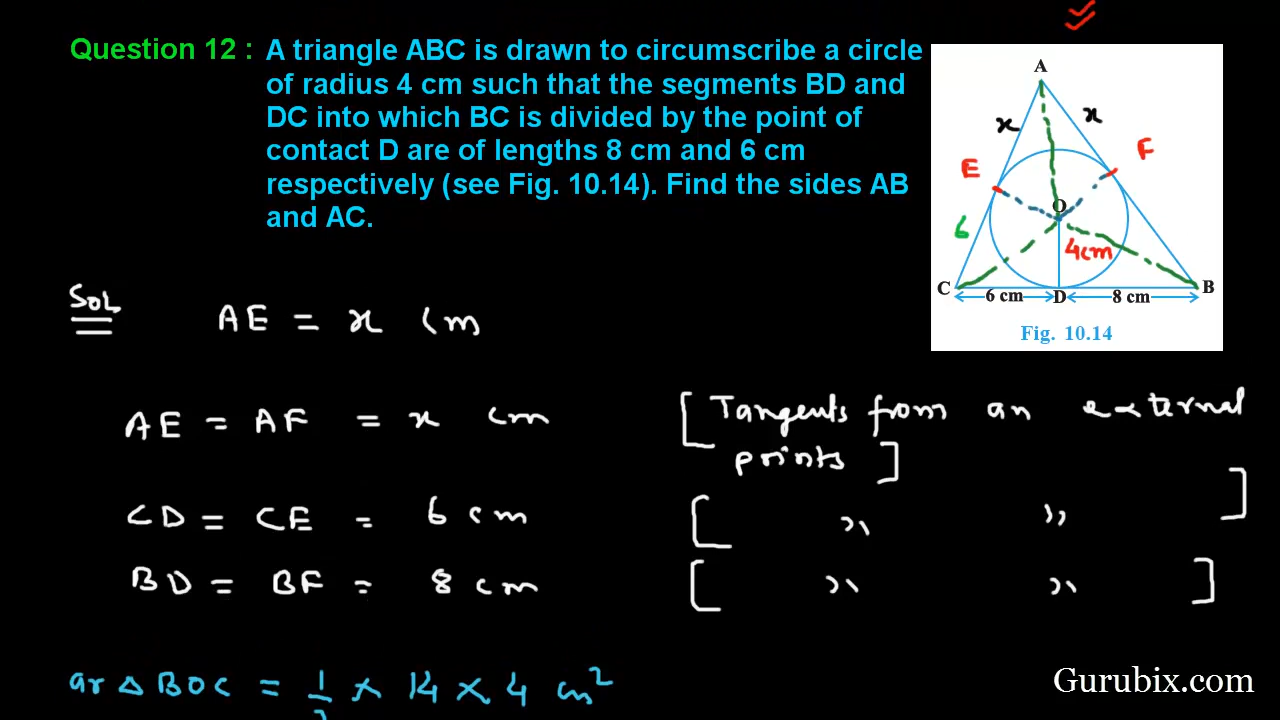 Question 12 : A triangle ABC is drawn to circumscribe a circle
of radius 4 cm such that the segments BD and
DC into which BC is divided by the point of
contact D are of lengths 8 cm and 6 cm
respectively (see Fig. 10.14). Find the sides AB
and AC.
A
x
x
E
F
O
6
4cm
C
6 cm
D
8 cm
B
Fig. 10.14
Sol
AE = x cm
AE = AF = x cm [Tangents from an external
points]
CD = CE = 6 cm [ ,, ,, ]
BD = BF = 8 cm [ ,, ,, ]
ar △ BOC = 1/2 × 14 × 4 cm²
Gurubix.com